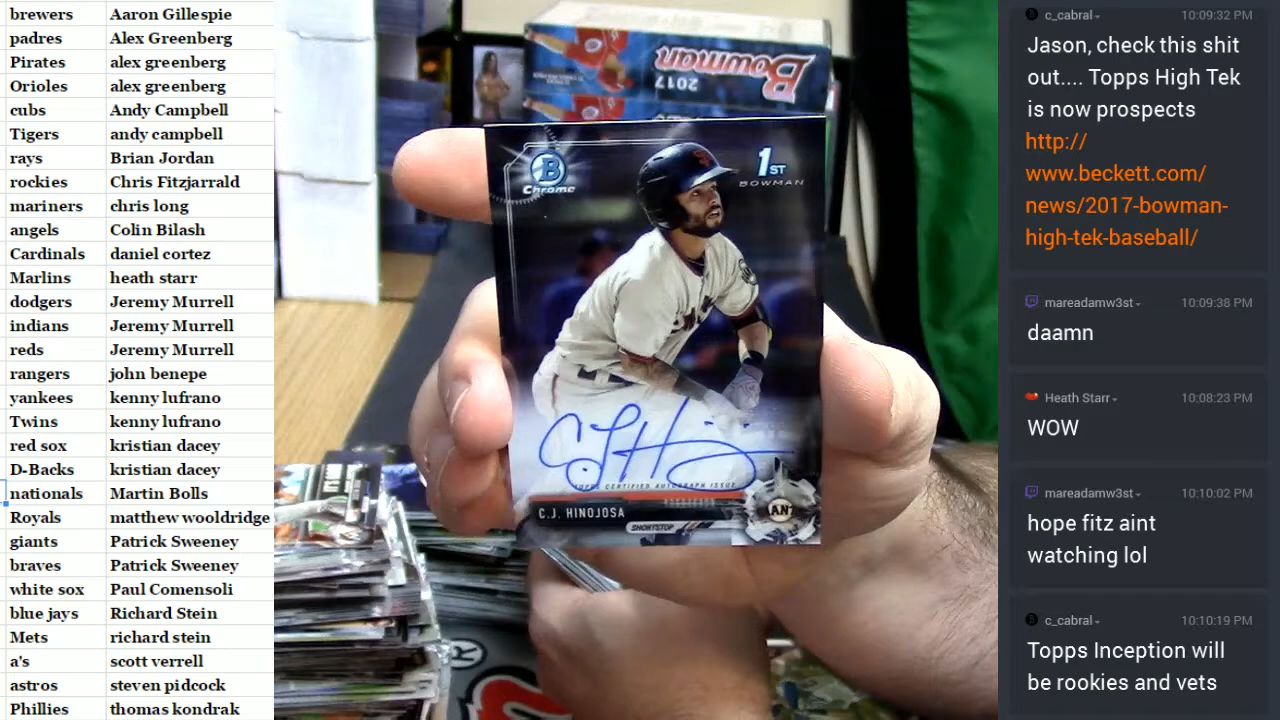 brewers Aaron Gillespie
padres Alex Greenberg
Pirates alex greenberg
Orioles alex greenberg
cubs Andy Campbell
Tigers andy campbell
rays Brian Jordan
rockies Chris Fitzjarrald
mariners chris long
angels Colin Bilash
Cardinals daniel cortez
Marlins heath starr
dodgers Jeremy Murrell
indians Jeremy Murrell
reds Jeremy Murrell
rangers john benepe
yankees kenny lufrano
Twins kenny lufrano
red sox kristian dacey
D-Backs kristian dacey
nationals Martin Bolls
Royals matthew wooldridge
giants Patrick Sweeney
braves Patrick Sweeney
white sox Paul Comensoli
blue jays Richard Stein
Mets richard stein
a's scott verrell
astros steven pidcock
Phillies thomas kondrak
Bowman
2017
B
Chrome
1ST
BOWMAN
CJ Hinojosa
TOPPS CERTIFIED AUTOGRAPH ISSUE
C.J. HINOJOSA
SHORTSTOP
ANT
®
c_cabral 10:09:32 PM
Jason, check this shit
out.... Topps High Tek
is now prospects
http://
www.beckett.com/
news/2017-bowman-
high-tek-baseball/
mareadamw3st 10:09:38 PM
daamn
Heath Starr 10:08:23 PM
WOW
mareadamw3st 10:10:02 PM
hope fitz aint
watching lol
c_cabral 10:10:19 PM
Topps Inception will
be rookies and vets